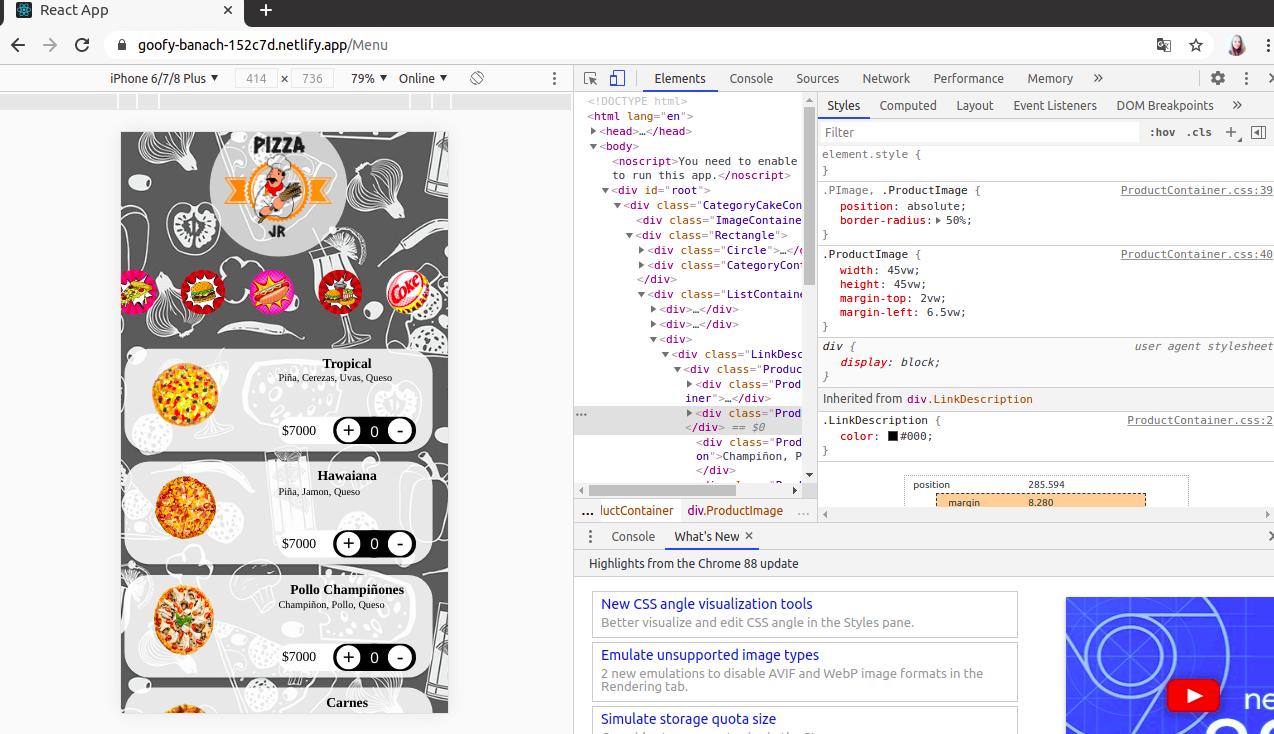 React App
goofy-banach-152c7d.netlify.app/Menu
iPhone 6/7/8 Plus ▼ 414 × 736 79% ▼ Online ▼
Elements Console Sources Network Performance Memory »
PIZZA
JR
Coke
Tropical
Piña, Cerezas, Uvas, Queso
$7000 + 0 -
Hawaiana
Piña, Jamon, Queso
$7000 + 0 -
Pollo Champiñones
Champiñon, Pollo, Queso
$7000 + 0 -
Carnes
<!DOCTYPE html>
<html lang="en">
<head>…</head>
<body>
<noscript>You need to enable
to run this app.</noscript>
<div id="root">
<div class="CategoryCakeCon
<div class="ImageContaine
<div class="Rectangle">
<div class="Circle">…</
<div class="CategoryCont
</div>
<div class="ListContaine
<div>…</div>
<div>…</div>
<div>
<div class="LinkDesc
<div class="Produc
<div class="Prod
iner">…</div>
<div class="Prod
</div> == $0
<div class="Prod
on">Champiñon, P
</div>
… luctContainer div.ProductImage …
Styles Computed Layout Event Listeners DOM Breakpoints »
Filter :hov .cls +
element.style {
}
.PImage, .ProductImage { ProductContainer.css:39
position: absolute;
border-radius: 50%;
}
.ProductImage { ProductContainer.css:40
width: 45vw;
height: 45vw;
margin-top: 2vw;
margin-left: 6.5vw;
}
div { user agent stylesheet
display: block;
}
Inherited from div.LinkDescription
.LinkDescription { ProductContainer.css:2
color: #000;
}
position 285.594
margin 8.280
Console What's New ×
Highlights from the Chrome 88 update
New CSS angle visualization tools
Better visualize and edit CSS angle in the Styles pane.
Emulate unsupported image types
2 new emulations to disable AVIF and WebP image formats in the
Rendering tab.
Simulate storage quota size
ne